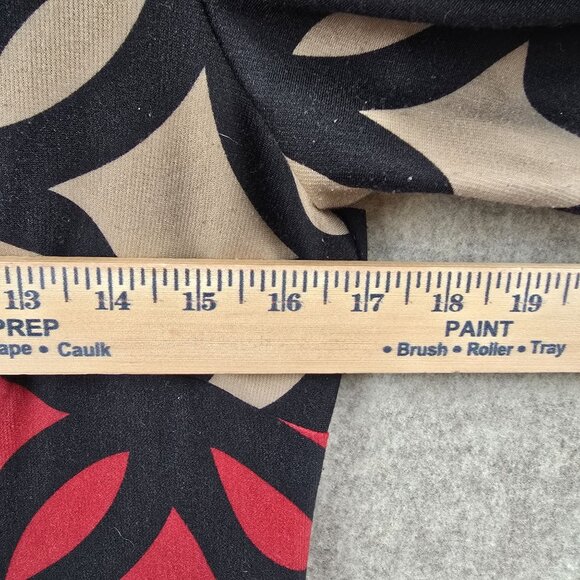 13 14 15 16 17 18 19
PREP PAINT
ape • Caulk • Brush • Roller • Tray